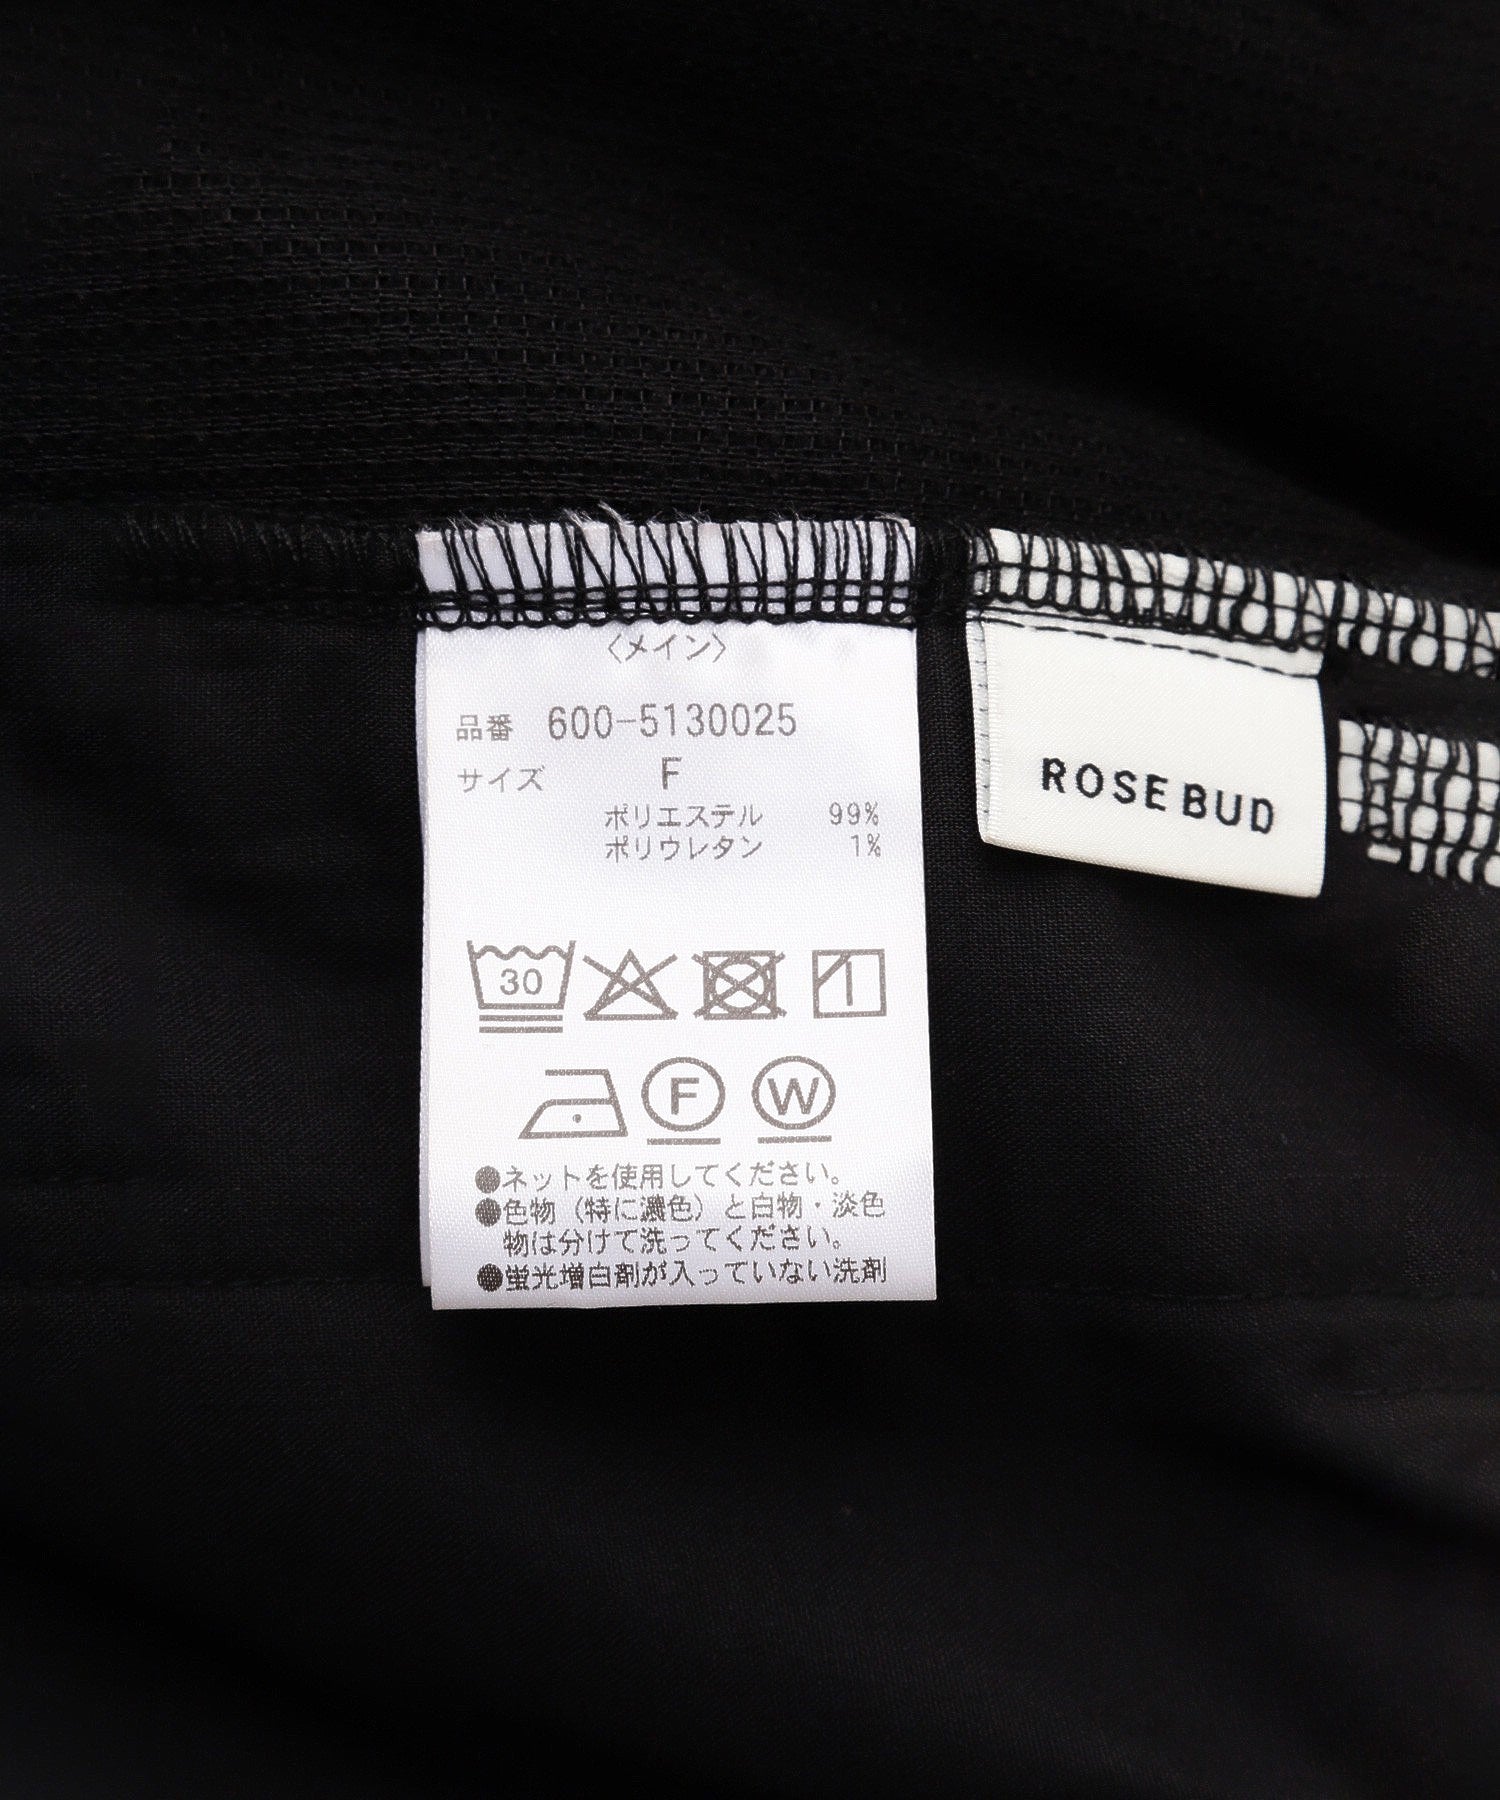 〈メイン〉
品番 600-5130025
サイズ F
ポリエステル 99%
ポリウレタン 1%
30
F W
●ネットを使用してください。
●色物（特に濃色）と白物・淡色
物は分けて洗ってください。
●蛍光増白剤が入っていない洗剤
ROSE BUD